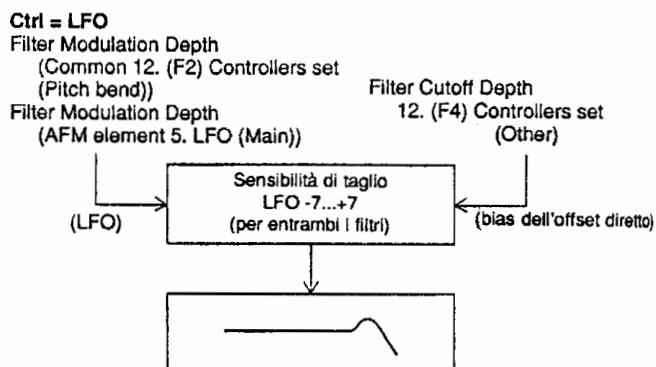 Ctrl = LFO
Filter Modulation Depth
(Common 12. (F2) Controllers set
(Pitch bend))
Filter Modulation Depth
(AFM element 5. LFO (Main))
Filter Cutoff Depth
12. (F4) Controllers set
(Other)
Sensibilità di taglio
LFO -7...+7
(per entrambi i filtri)
(LFO)
(bias dell'offset diretto)